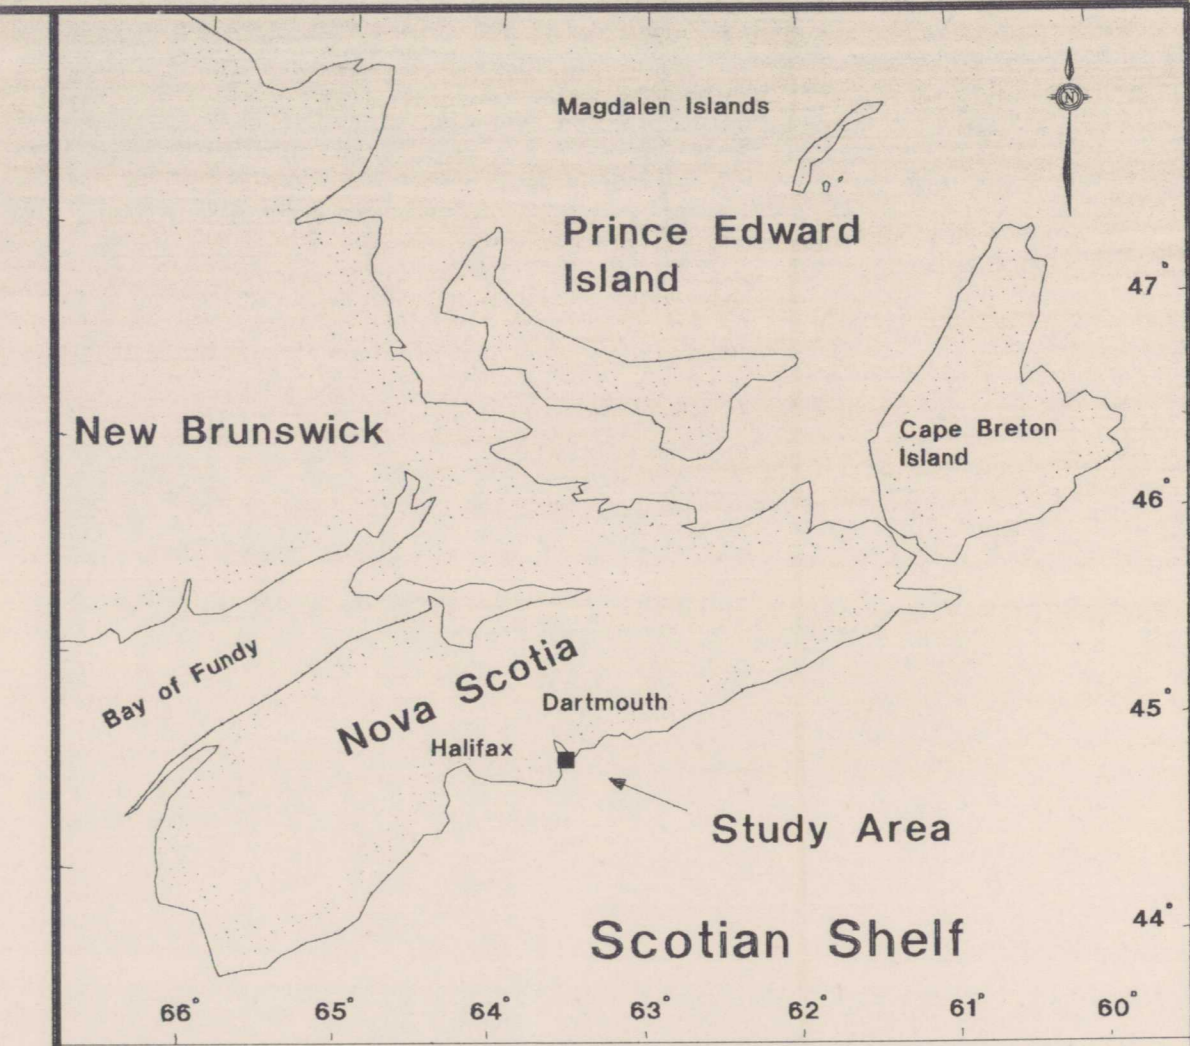 Magdalen Islands
N
Prince Edward
Island
47°
New Brunswick
Cape Breton
Island
46°
Bay of Fundy
Nova Scotia
Dartmouth
45°
Halifax
Study Area
44°
Scotian Shelf
66° 65° 64° 63° 62° 61° 60°